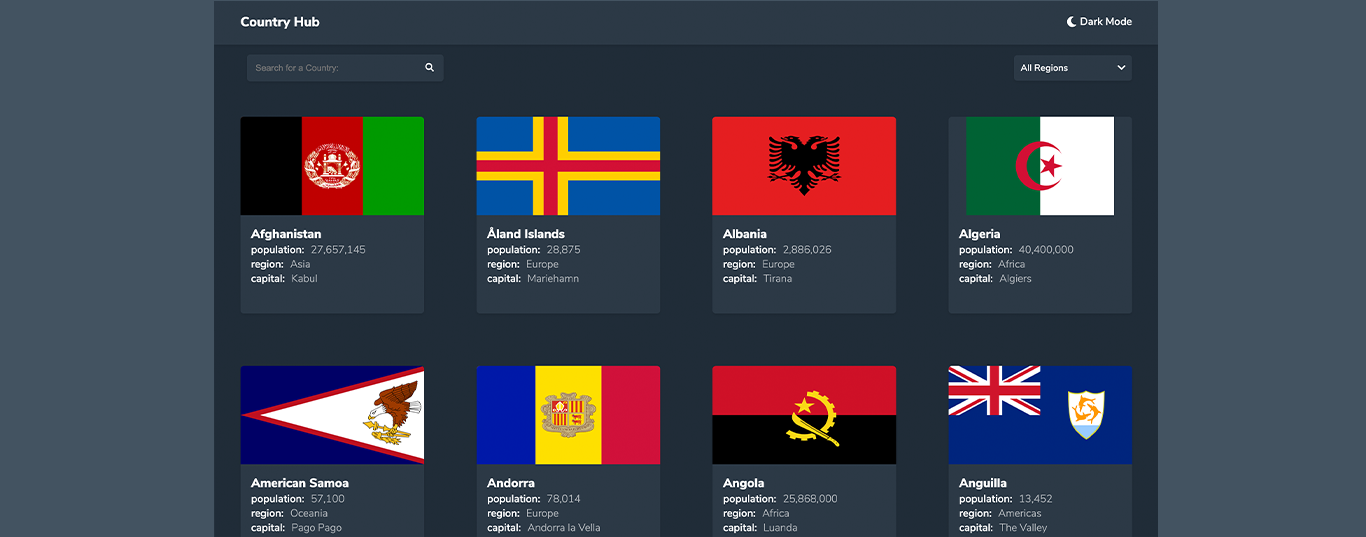 Country Hub
Dark Mode
Search for a Country:
All Regions
Afghanistan
population: 27,657,145
region: Asia
capital: Kabul
Åland Islands
population: 28,875
region: Europe
capital: Mariehamn
Albania
population: 2,886,026
region: Europe
capital: Tirana
Algeria
population: 40,400,000
region: Africa
capital: Algiers
American Samoa
population: 57,100
region: Oceania
capital: Pago Pago
Andorra
population: 78,014
region: Europe
capital: Andorra la Vella
Angola
population: 25,868,000
region: Africa
capital: Luanda
Anguilla
population: 13,452
region: Americas
capital: The Valley